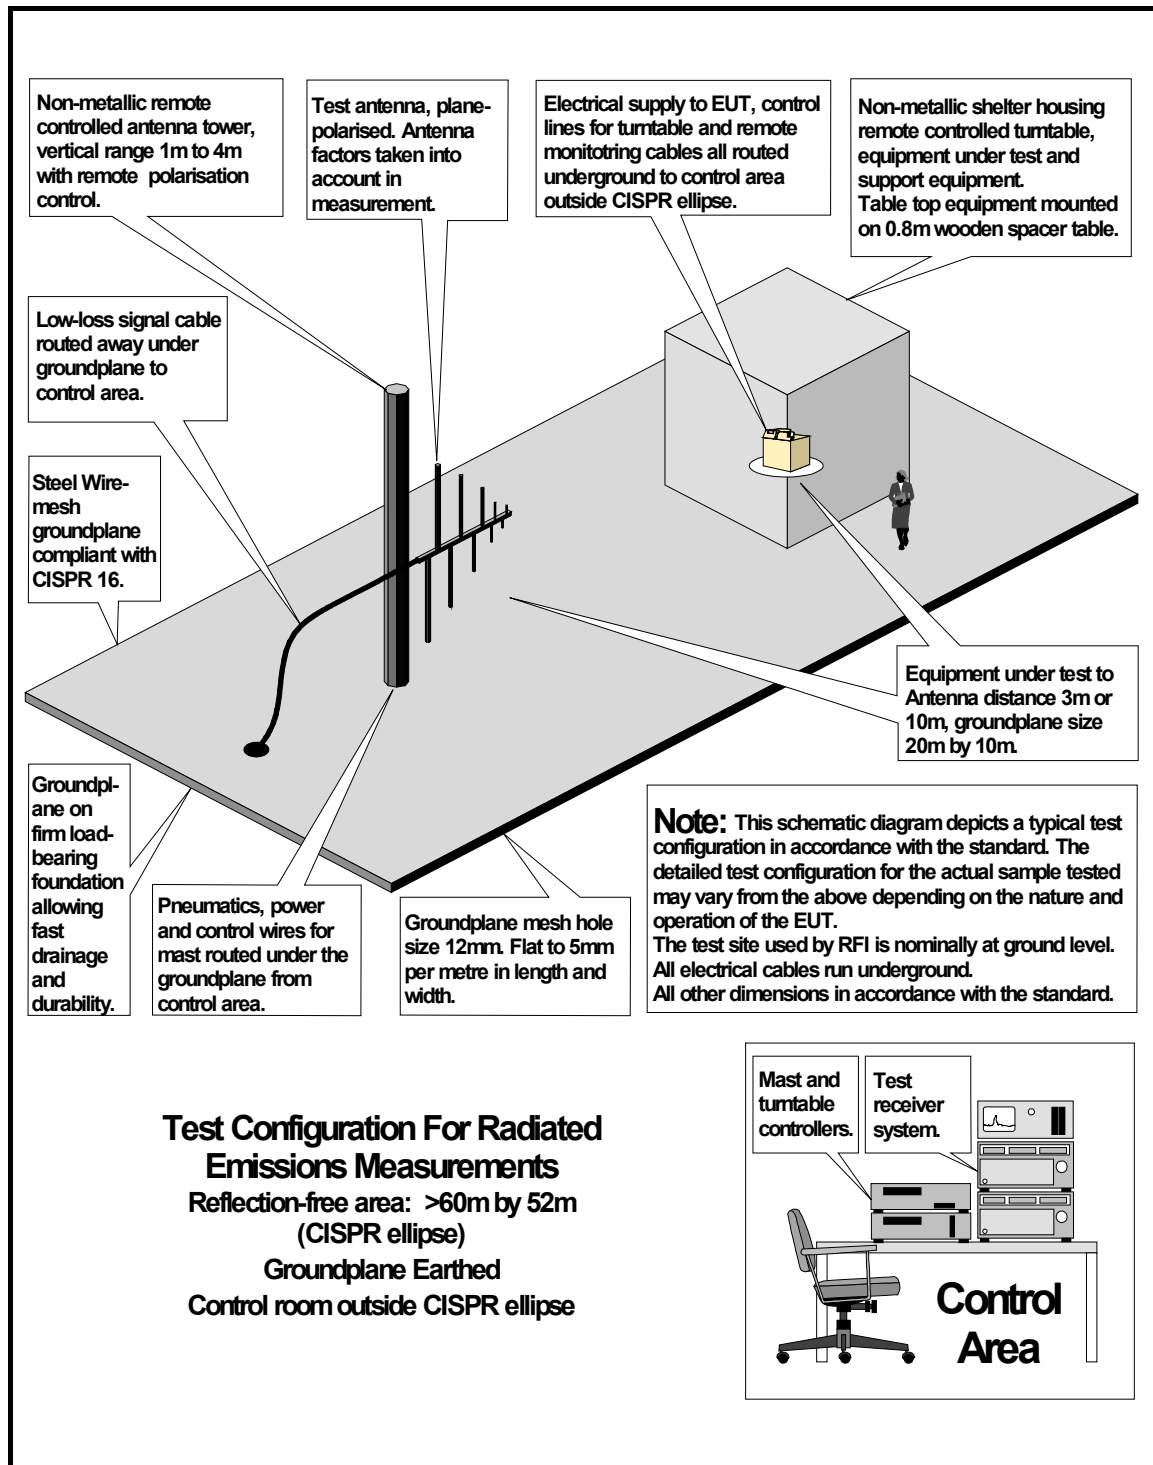 Non-metallic remote
controlled antenna tower,
vertical range 1m to 4m
with remote polarisation
control.
Test antenna, plane-
polarised. Antenna
factors taken into
account in
measurement.
Electrical supply to EUT, control
lines for turntable and remote
monitotring cables all routed
underground to control area
outside CISPR ellipse.
Non-metallic shelter housing
remote controlled turntable,
equipment under test and
support equipment.
Table top equipment mounted
on 0.8m wooden spacer table.
Low-loss signal cable
routed away under
groundplane to
control area.
Steel Wire-
mesh
groundplane
compliant with
CISPR 16.
Equipment under test to
Antenna distance 3m or
10m, groundplane size
20m by 10m.
Groundpl-
ane on
firm load-
bearing
foundation
allowing
fast
drainage
and
durability.
Pneumatics, power
and control wires for
mast routed under the
groundplane from
control area.
Groundplane mesh hole
size 12mm. Flat to 5mm
per metre in length and
width.
Note: This schematic diagram depicts a typical test
configuration in accordance with the standard. The
detailed test configuration for the actual sample tested
may vary from the above depending on the nature and
operation of the EUT.
The test site used by RFI is nominally at ground level.
All electrical cables run underground.
All other dimensions in accordance with the standard.
Test Configuration For Radiated
Emissions Measurements
Reflection-free area: >60m by 52m
(CISPR ellipse)
Groundplane Earthed
Control room outside CISPR ellipse
Mast and
turntable
controllers.
Test
receiver
system.
Control
Area